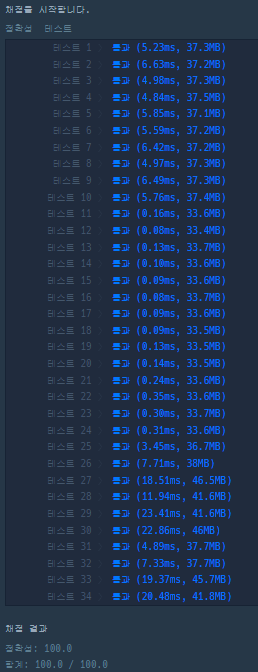 채점을 시작합니다.
정확성 테스트
테스트 1 통과 (5.23ms, 37.3MB)
테스트 2 통과 (6.63ms, 37.2MB)
테스트 3 통과 (4.98ms, 37.3MB)
테스트 4 통과 (4.84ms, 37.5MB)
테스트 5 통과 (5.85ms, 37.1MB)
테스트 6 통과 (5.59ms, 37.2MB)
테스트 7 통과 (6.42ms, 37.2MB)
테스트 8 통과 (4.97ms, 37.3MB)
테스트 9 통과 (6.49ms, 37.3MB)
테스트 10 통과 (5.76ms, 37.4MB)
테스트 11 통과 (0.16ms, 33.6MB)
테스트 12 통과 (0.08ms, 33.4MB)
테스트 13 통과 (0.13ms, 33.7MB)
테스트 14 통과 (0.10ms, 33.6MB)
테스트 15 통과 (0.09ms, 33.6MB)
테스트 16 통과 (0.08ms, 33.7MB)
테스트 17 통과 (0.09ms, 33.6MB)
테스트 18 통과 (0.09ms, 33.5MB)
테스트 19 통과 (0.13ms, 33.5MB)
테스트 20 통과 (0.14ms, 33.5MB)
테스트 21 통과 (0.24ms, 33.6MB)
테스트 22 통과 (0.35ms, 33.6MB)
테스트 23 통과 (0.30ms, 33.7MB)
테스트 24 통과 (0.31ms, 33.6MB)
테스트 25 통과 (3.45ms, 36.7MB)
테스트 26 통과 (7.71ms, 38MB)
테스트 27 통과 (18.51ms, 46.5MB)
테스트 28 통과 (11.94ms, 41.6MB)
테스트 29 통과 (23.41ms, 41.6MB)
테스트 30 통과 (22.86ms, 46MB)
테스트 31 통과 (4.89ms, 37.7MB)
테스트 32 통과 (7.33ms, 37.7MB)
테스트 33 통과 (19.37ms, 45.7MB)
테스트 34 통과 (20.48ms, 41.8MB)
채점 결과
정확성: 100.0
합계: 100.0 / 100.0